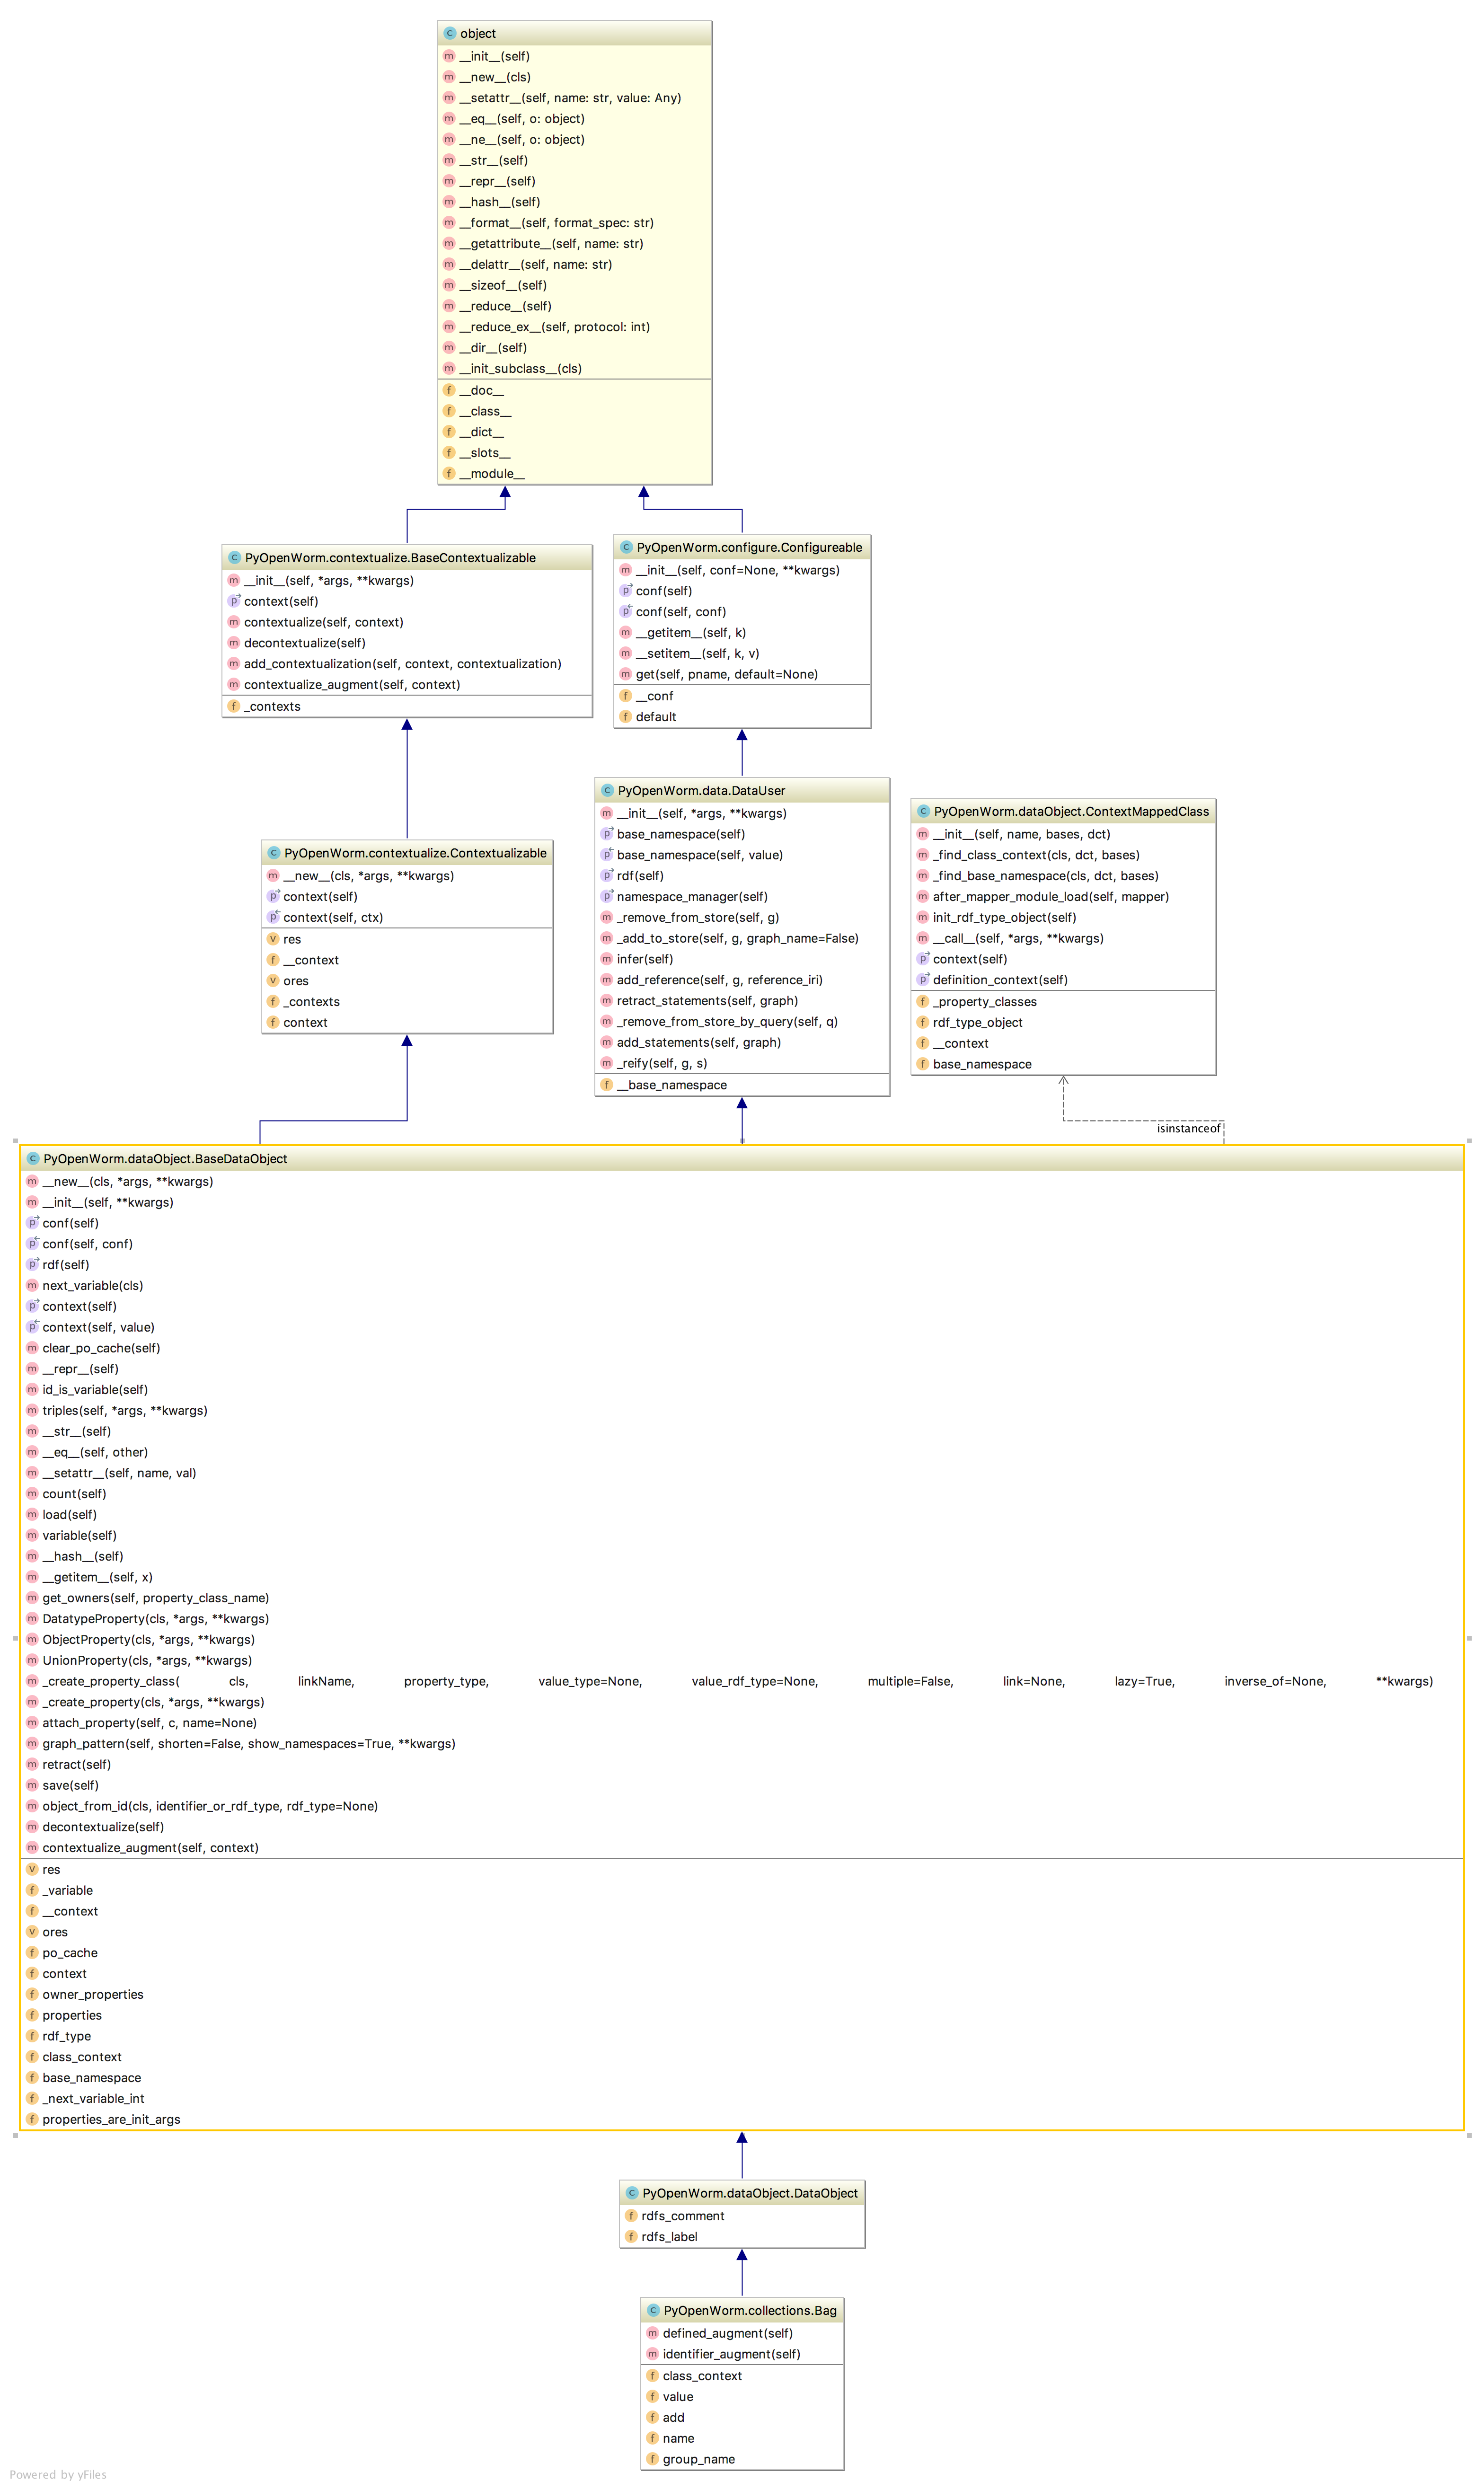 object
__init__(self)
__new__(cls)
__setattr__(self, name: str, value: Any)
__eq__(self, o: object)
__ne__(self, o: object)
__str__(self)
__repr__(self)
__hash__(self)
__format__(self, format_spec: str)
__getattribute__(self, name: str)
__delattr__(self, name: str)
__sizeof__(self)
__reduce__(self)
__reduce_ex__(self, protocol: int)
__dir__(self)
__init_subclass__(cls)
__doc__
__class__
__dict__
__slots__
__module__
PyOpenWorm.contextualize.BaseContextualizable
__init__(self, *args, **kwargs)
context(self)
contextualize(self, context)
decontextualize(self)
add_contextualization(self, context, contextualization)
contextualize_augment(self, context)
_contexts
PyOpenWorm.configure.Configureable
__init__(self, conf=None, **kwargs)
conf(self)
conf(self, conf)
__getitem__(self, k)
__setitem__(self, k, v)
get(self, pname, default=None)
__conf
default
PyOpenWorm.contextualize.Contextualizable
__new__(cls, *args, **kwargs)
context(self)
context(self, ctx)
res
__context
ores
_contexts
context
PyOpenWorm.data.DataUser
__init__(self, *args, **kwargs)
base_namespace(self)
base_namespace(self, value)
rdf(self)
namespace_manager(self)
_remove_from_store(self, g)
_add_to_store(self, g, graph_name=False)
infer(self)
add_reference(self, g, reference_iri)
retract_statements(self, graph)
_remove_from_store_by_query(self, q)
add_statements(self, graph)
_reify(self, g, s)
__base_namespace
PyOpenWorm.dataObject.ContextMappedClass
__init__(self, name, bases, dct)
_find_class_context(cls, dct, bases)
_find_base_namespace(cls, dct, bases)
after_mapper_module_load(self, mapper)
init_rdf_type_object(self)
__call__(self, *args, **kwargs)
context(self)
definition_context(self)
_property_classes
rdf_type_object
__context
base_namespace
isinstanceof
PyOpenWorm.dataObject.BaseDataObject
__new__(cls, *args, **kwargs)
__init__(self, **kwargs)
conf(self)
conf(self, conf)
rdf(self)
next_variable(cls)
context(self)
context(self, value)
clear_po_cache(self)
__repr__(self)
id_is_variable(self)
triples(self, *args, **kwargs)
__str__(self)
__eq__(self, other)
__setattr__(self, name, val)
count(self)
load(self)
variable(self)
__hash__(self)
__getitem__(self, x)
get_owners(self, property_class_name)
DatatypeProperty(cls, *args, **kwargs)
ObjectProperty(cls, *args, **kwargs)
UnionProperty(cls, *args, **kwargs)
_create_property_class( cls, linkName, property_type, value_type=None, value_rdf_type=None, multiple=False, link=None, lazy=True, inverse_of=None, **kwargs)
_create_property(cls, *args, **kwargs)
attach_property(self, c, name=None)
graph_pattern(self, shorten=False, show_namespaces=True, **kwargs)
retract(self)
save(self)
object_from_id(cls, identifier_or_rdf_type, rdf_type=None)
decontextualize(self)
contextualize_augment(self, context)
res
_variable
__context
ores
po_cache
context
owner_properties
properties
rdf_type
class_context
base_namespace
_next_variable_int
properties_are_init_args
PyOpenWorm.dataObject.DataObject
rdfs_comment
rdfs_label
PyOpenWorm.collections.Bag
defined_augment(self)
identifier_augment(self)
class_context
value
add
name
group_name
Powered by yFiles